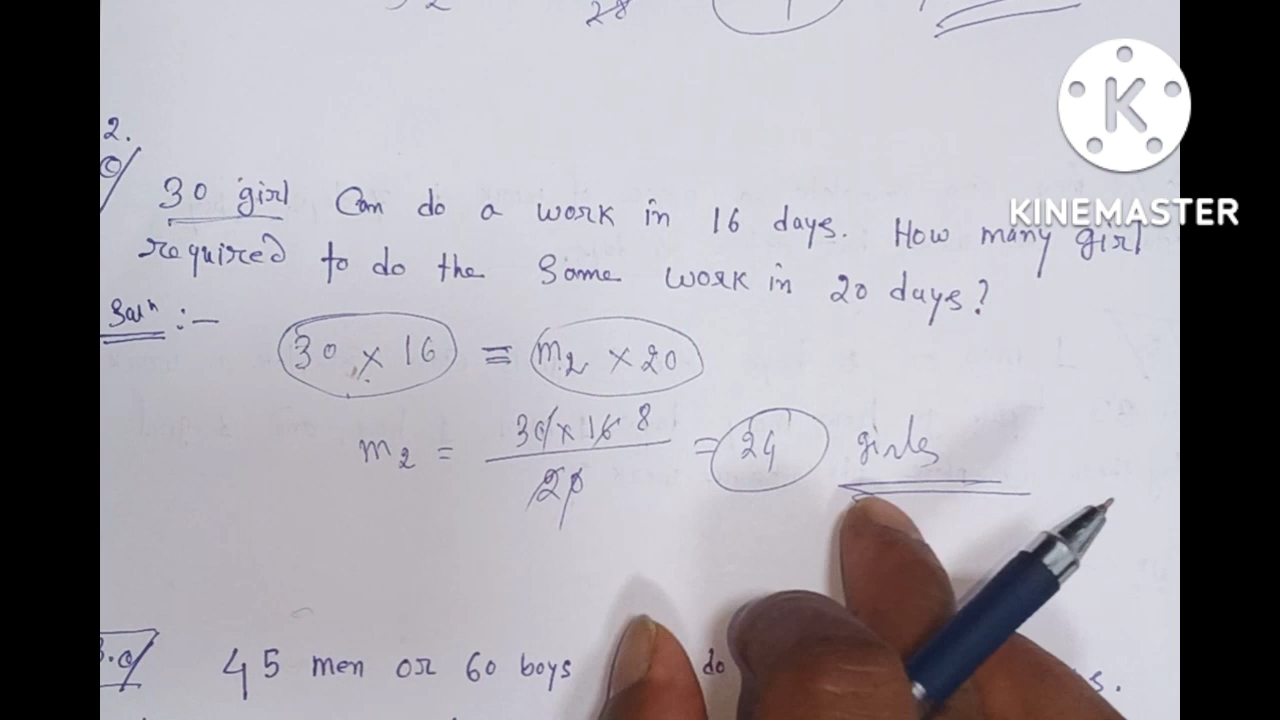 28
2.
Q/ 30 girl Can do a work in 16 days. How many girl
required to do the Same work in 20 days?
Solⁿ :-
30 × 16 = m₂ × 20
m₂ = 30 × 16 8 / 20 = 24 girls
45 men or 60 boys do
s.
KINEMASTER